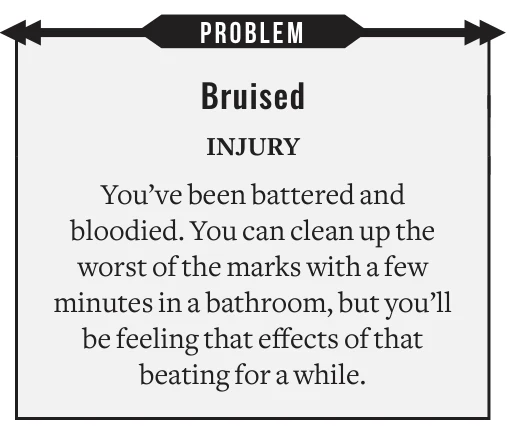 PROBLEM
Bruised
INJURY
You’ve been battered and
bloodied. You can clean up the
worst of the marks with a few
minutes in a bathroom, but you’ll
be feeling that effects of that
beating for a while.